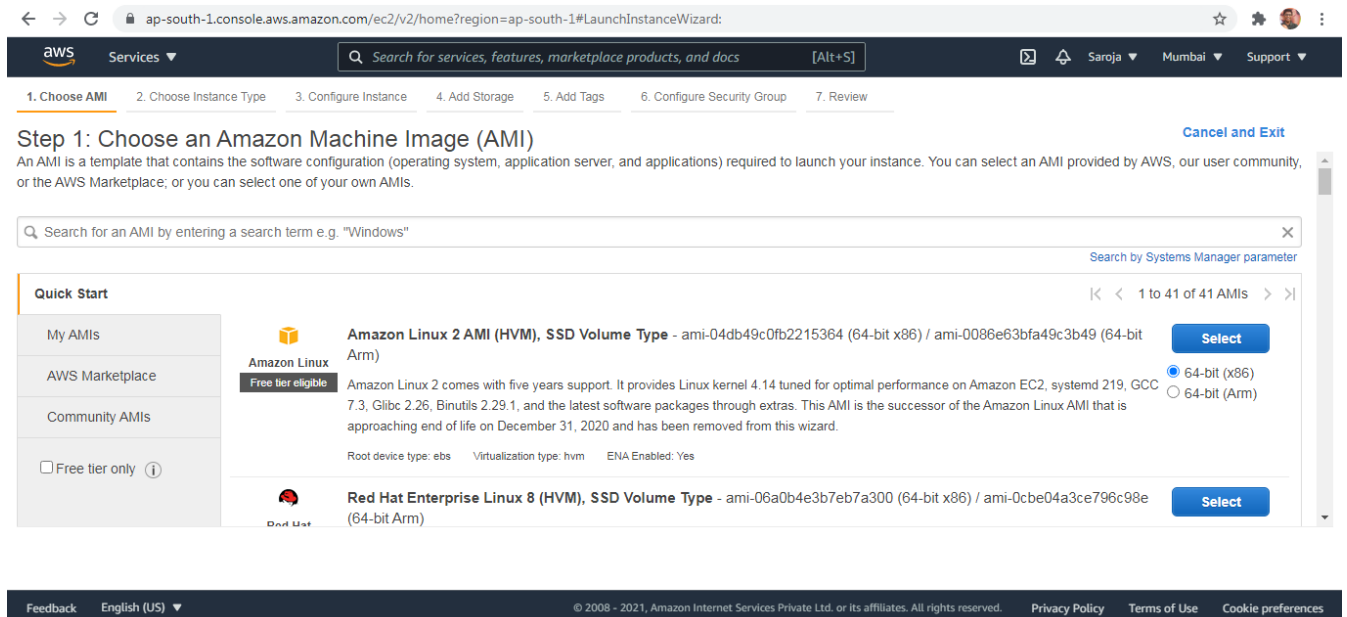 ap-south-1.console.aws.amazon.com/ec2/v2/home?region=ap-south-1#LaunchInstanceWizard:
aws Services ▼ Search for services, features, marketplace products, and docs [Alt+S] Saroja ▼ Mumbai ▼ Support ▼
1. Choose AMI 2. Choose Instance Type 3. Configure Instance 4. Add Storage 5. Add Tags 6. Configure Security Group 7. Review
Step 1: Choose an Amazon Machine Image (AMI)
Cancel and Exit
An AMI is a template that contains the software configuration (operating system, application server, and applications) required to launch your instance. You can select an AMI provided by AWS, our user community,
or the AWS Marketplace; or you can select one of your own AMIs.
Search for an AMI by entering a search term e.g. "Windows"
Search by Systems Manager parameter
Quick Start
1 to 41 of 41 AMIs
My AMIs
AWS Marketplace
Community AMIs
Free tier only
Amazon Linux
Free tier eligible
Amazon Linux 2 AMI (HVM), SSD Volume Type - ami-04db49c0fb2215364 (64-bit x86) / ami-0086e63bfa49c3b49 (64-bit
Arm)
Amazon Linux 2 comes with five years support. It provides Linux kernel 4.14 tuned for optimal performance on Amazon EC2, systemd 219, GCC
7.3, Glibc 2.26, Binutils 2.29.1, and the latest software packages through extras. This AMI is the successor of the Amazon Linux AMI that is
approaching end of life on December 31, 2020 and has been removed from this wizard.
Root device type: ebs Virtualization type: hvm ENA Enabled: Yes
Select
64-bit (x86)
64-bit (Arm)
Red Hat
Red Hat Enterprise Linux 8 (HVM), SSD Volume Type - ami-06a0b4e3b7eb7a300 (64-bit x86) / ami-0cbe04a3ce796c98e
(64-bit Arm)
Select
Feedback English (US) ▼ © 2008 - 2021, Amazon Internet Services Private Ltd. or its affiliates. All rights reserved. Privacy Policy Terms of Use Cookie preferences